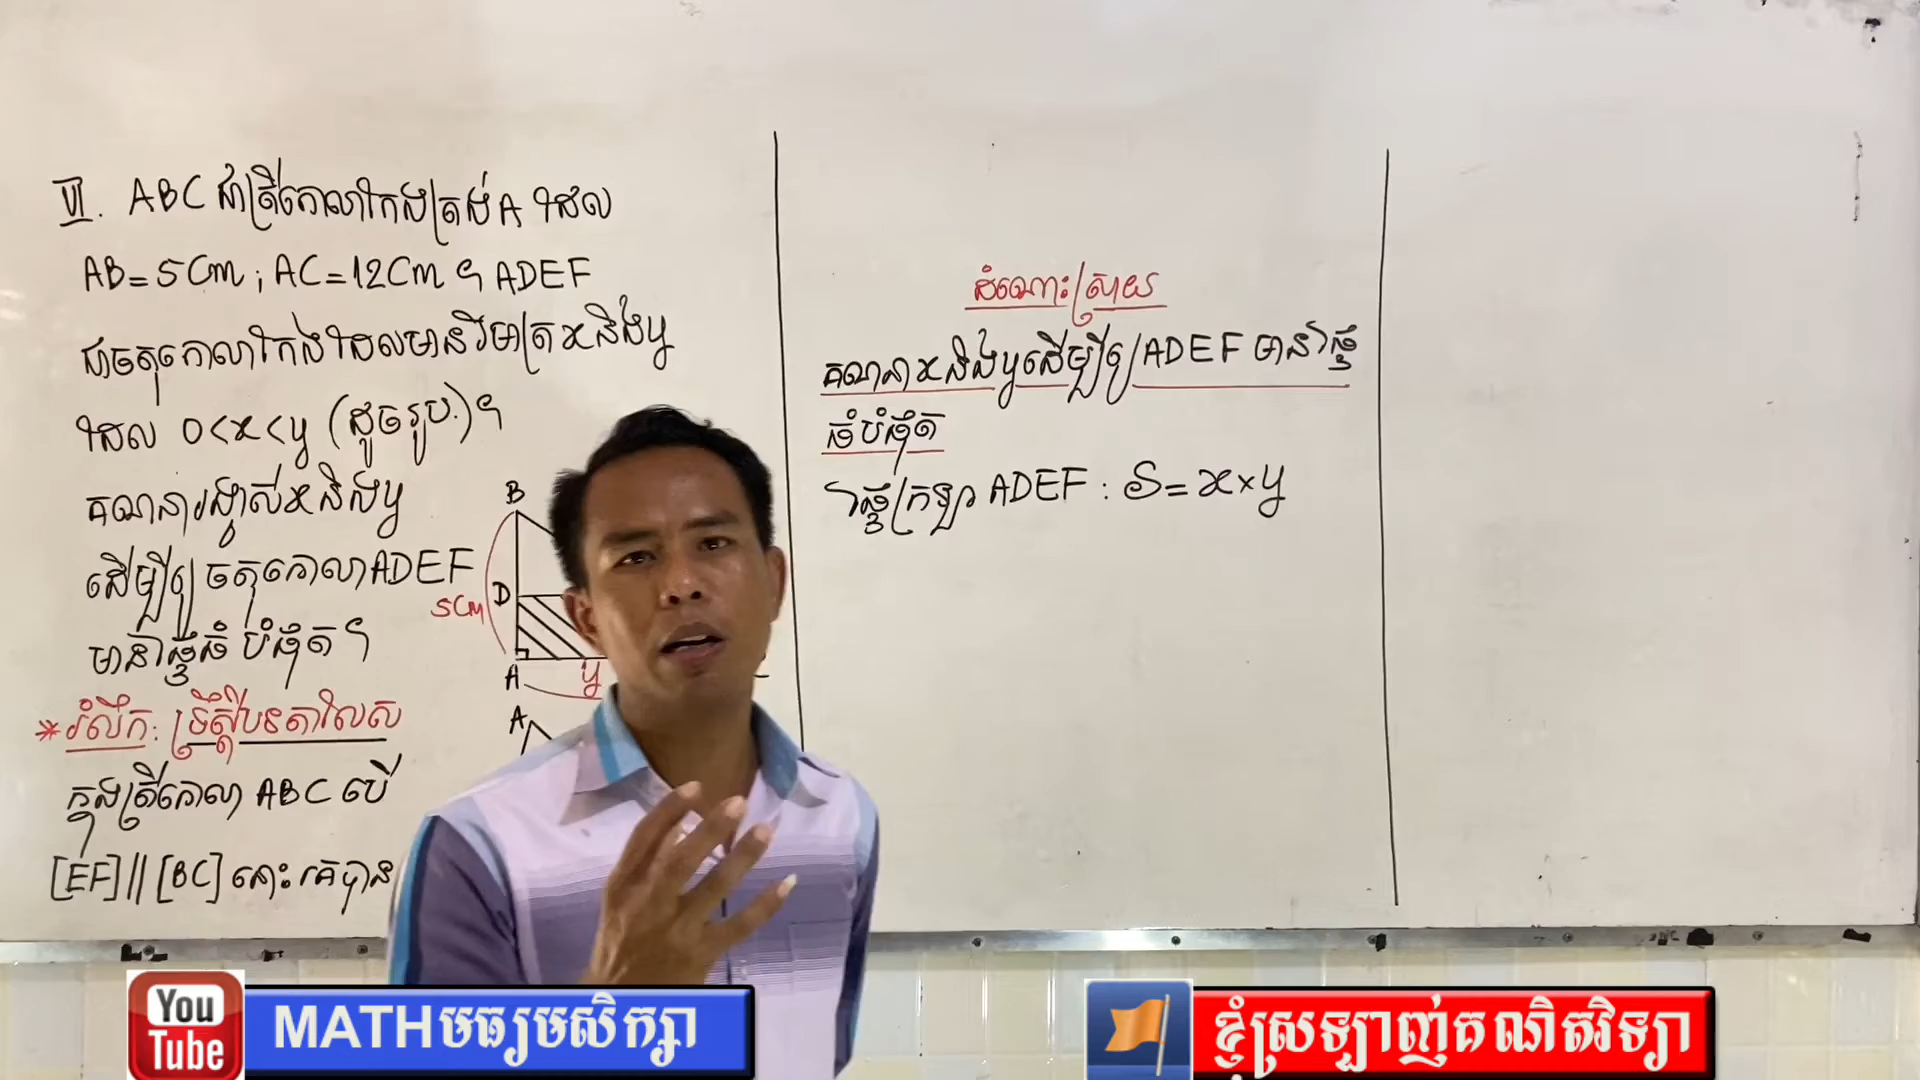 VI. ABC ជាត្រីកោណកែងត្រង់ A ដែល
AB = 5cm ; AC = 12cm ។ ADEF
ជាចតុកោណកែងដែលមានវិមាត្រ x និង y
ដែល 0 < x < y (ដូចរូប) ។
គណនារង្វាស់ x និង y
ដើម្បីឲ្យចតុកោណ ADEF
មានផ្ទៃធំបំផុត ។
* រំលឹក: ទ្រឹស្តីបទតាលែស
ក្នុងត្រីកោណ ABC បើ
[EF] // [BC] នោះគេបាន
B
D
5cm
A
y
A
ដំណោះស្រាយ
គណនា x និង y ដើម្បីឲ្យ ADEF មានផ្ទៃ
ធំបំផុត
ផ្ទៃក្រឡា ADEF : S = x × y
You
Tube
MATHមធ្យមសិក្សា
ខ្ញុំស្រឡាញ់គណិតវិទ្យា